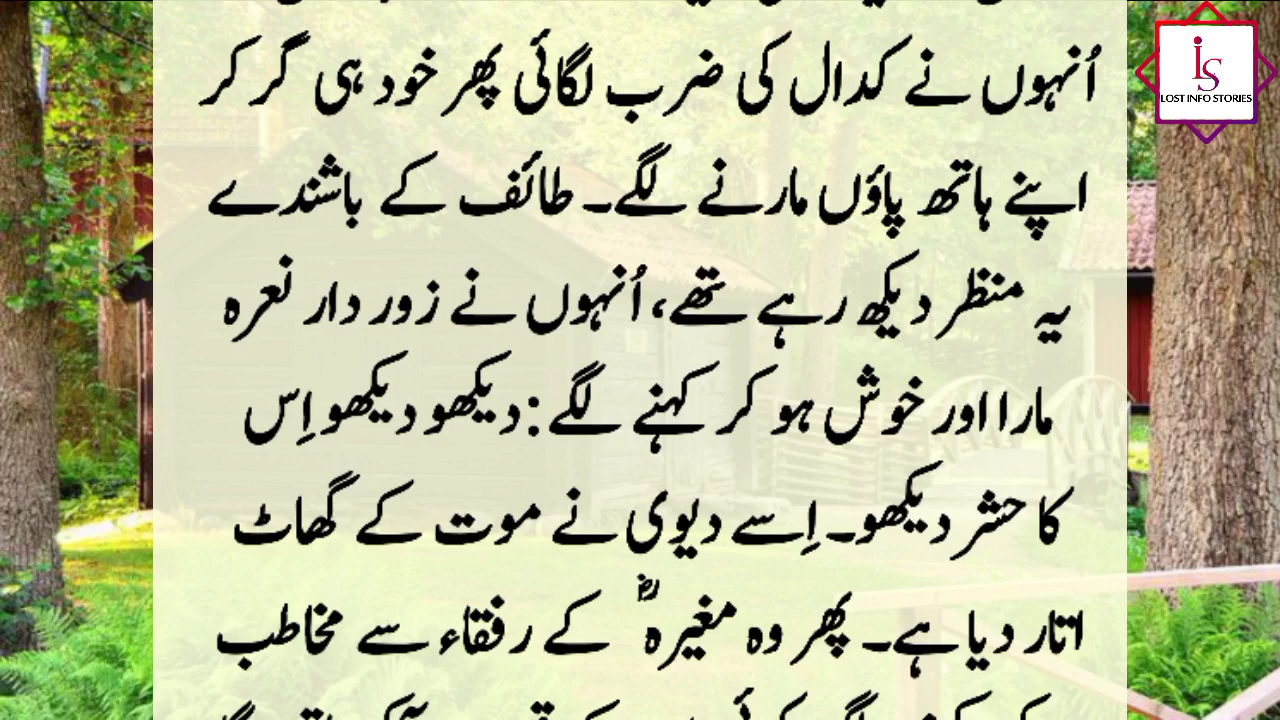 اُنہوں نے کدال کی ضرب لگائی پھر خود ہی گر کر
اپنے ہاتھ پاؤں مارنے لگے۔ طائف کے باشندے
یہ منظر دیکھ رہے تھے، اُنہوں نے زور دار نعرہ
مارا اور خوش ہو کر کہنے لگے: دیکھو دیکھو اِس
کا حشر دیکھو۔ اِسے دیوی نے موت کے گھاٹ
اتار دیا ہے۔ پھر وہ مغیرہؓ کے رفقاء سے مخاطب
iS
LOST INFO STORIES